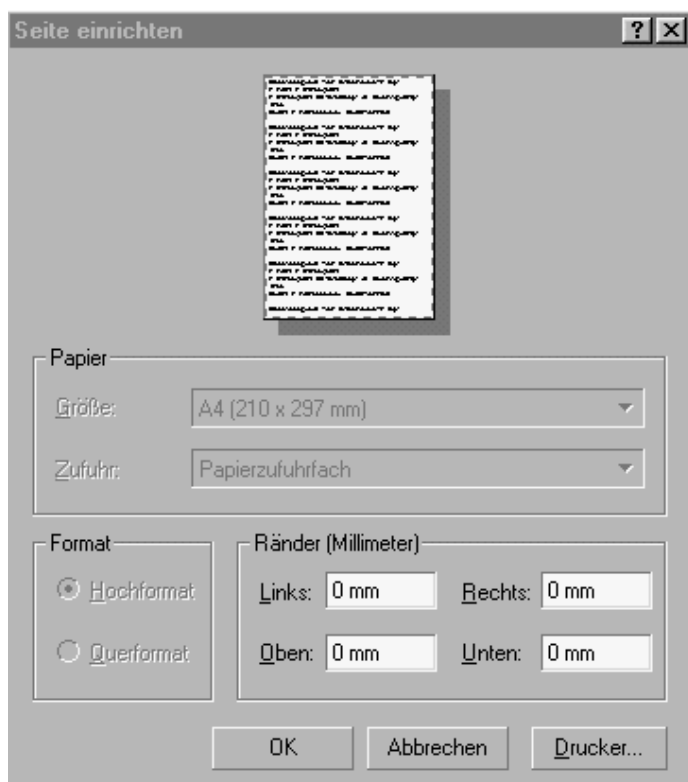 Seite einrichten
Papier
Größe: A4 (210 x 297 mm)
Zufuhr: Papierzufuhrfach
Format
Hochformat
Querformat
Ränder (Millimeter)
Links: 0 mm Rechts: 0 mm
Oben: 0 mm Unten: 0 mm
OK Abbrechen Drucker...